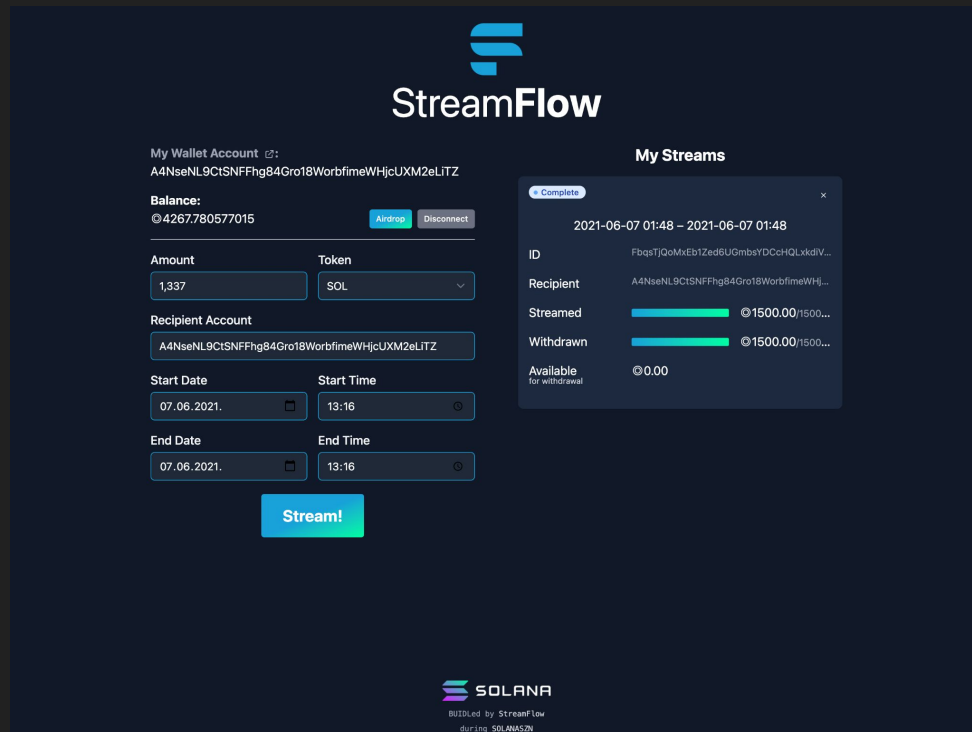 StreamFlow
My Wallet Account :
A4NseNL9CtSNFFhg84Gro18WorbfimeWHjcUXM2eLiTZ
Balance:
◎4267.780577015
Airdrop
Disconnect
Amount
Token
1,337
SOL
Recipient Account
A4NseNL9CtSNFFhg84Gro18WorbfimeWHjcUXM2eLiTZ
Start Date
Start Time
07.06.2021.
13:16
End Date
End Time
07.06.2021.
13:16
Stream!
My Streams
Complete
×
2021-06-07 01:48 – 2021-06-07 01:48
ID
FbqsTjQoMxEb1Zed6UGmbsYDCcHQLxkdiV...
Recipient
A4NseNL9CtSNFFhg84Gro18WorbfimeWHj...
Streamed
◎1500.00/1500...
Withdrawn
◎1500.00/1500...
Available
for withdrawal
◎0.00
SOLANA
BUIDLed by StreamFlow
during SOLANASZN